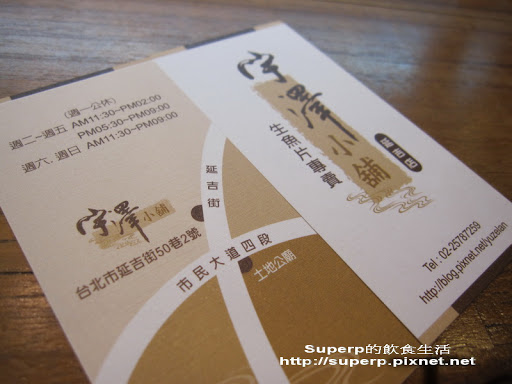 (週一公休)
週二~週五 AM11:30~PM02:00
PM05:30~PM09:00
週六, 週日 AM11:30~PM09:00
宇澤小舖
台北市延吉街50巷2號
延吉街
市民大道四段
土地公廟
宇澤小舖
延吉店
生魚片專賣
Tel : 02-25787259
http://blog.pixnet.net/yuzelan
Superp的飲食生活
http://superp.pixnet.net